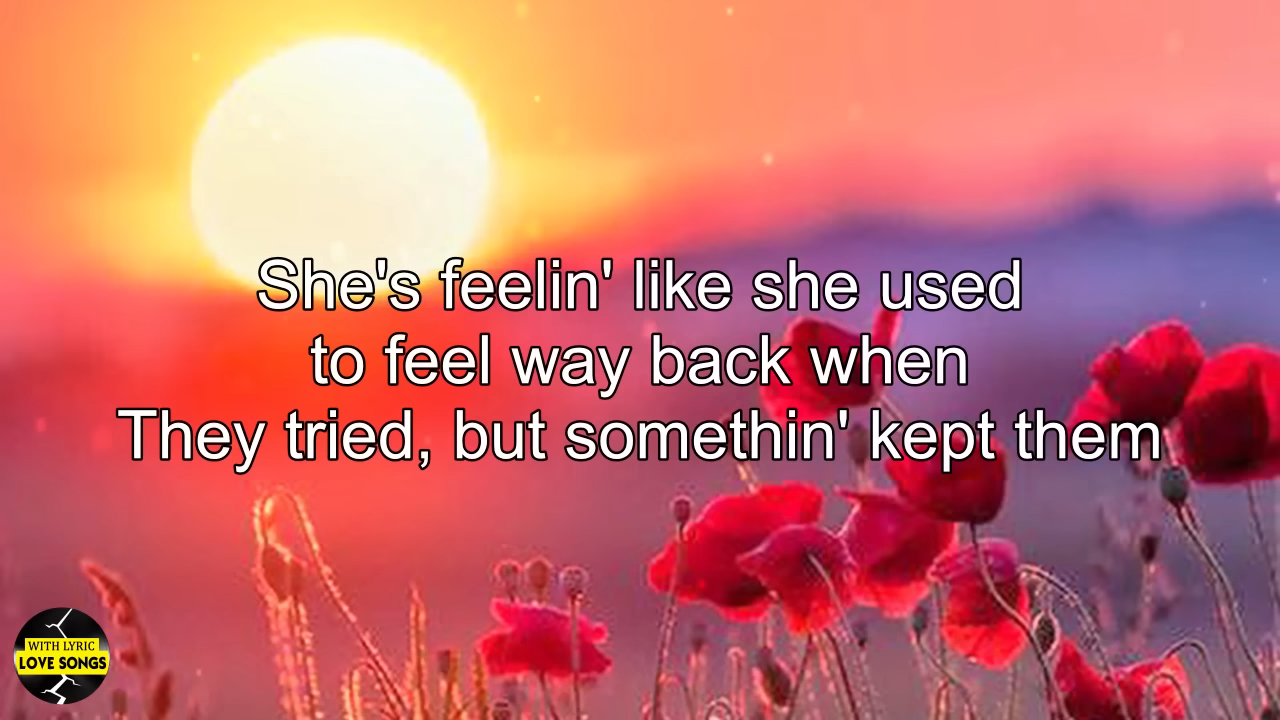 She's feelin' like she used
to feel way back when
They tried, but somethin' kept them
WITH LYRIC
LOVE SONGS